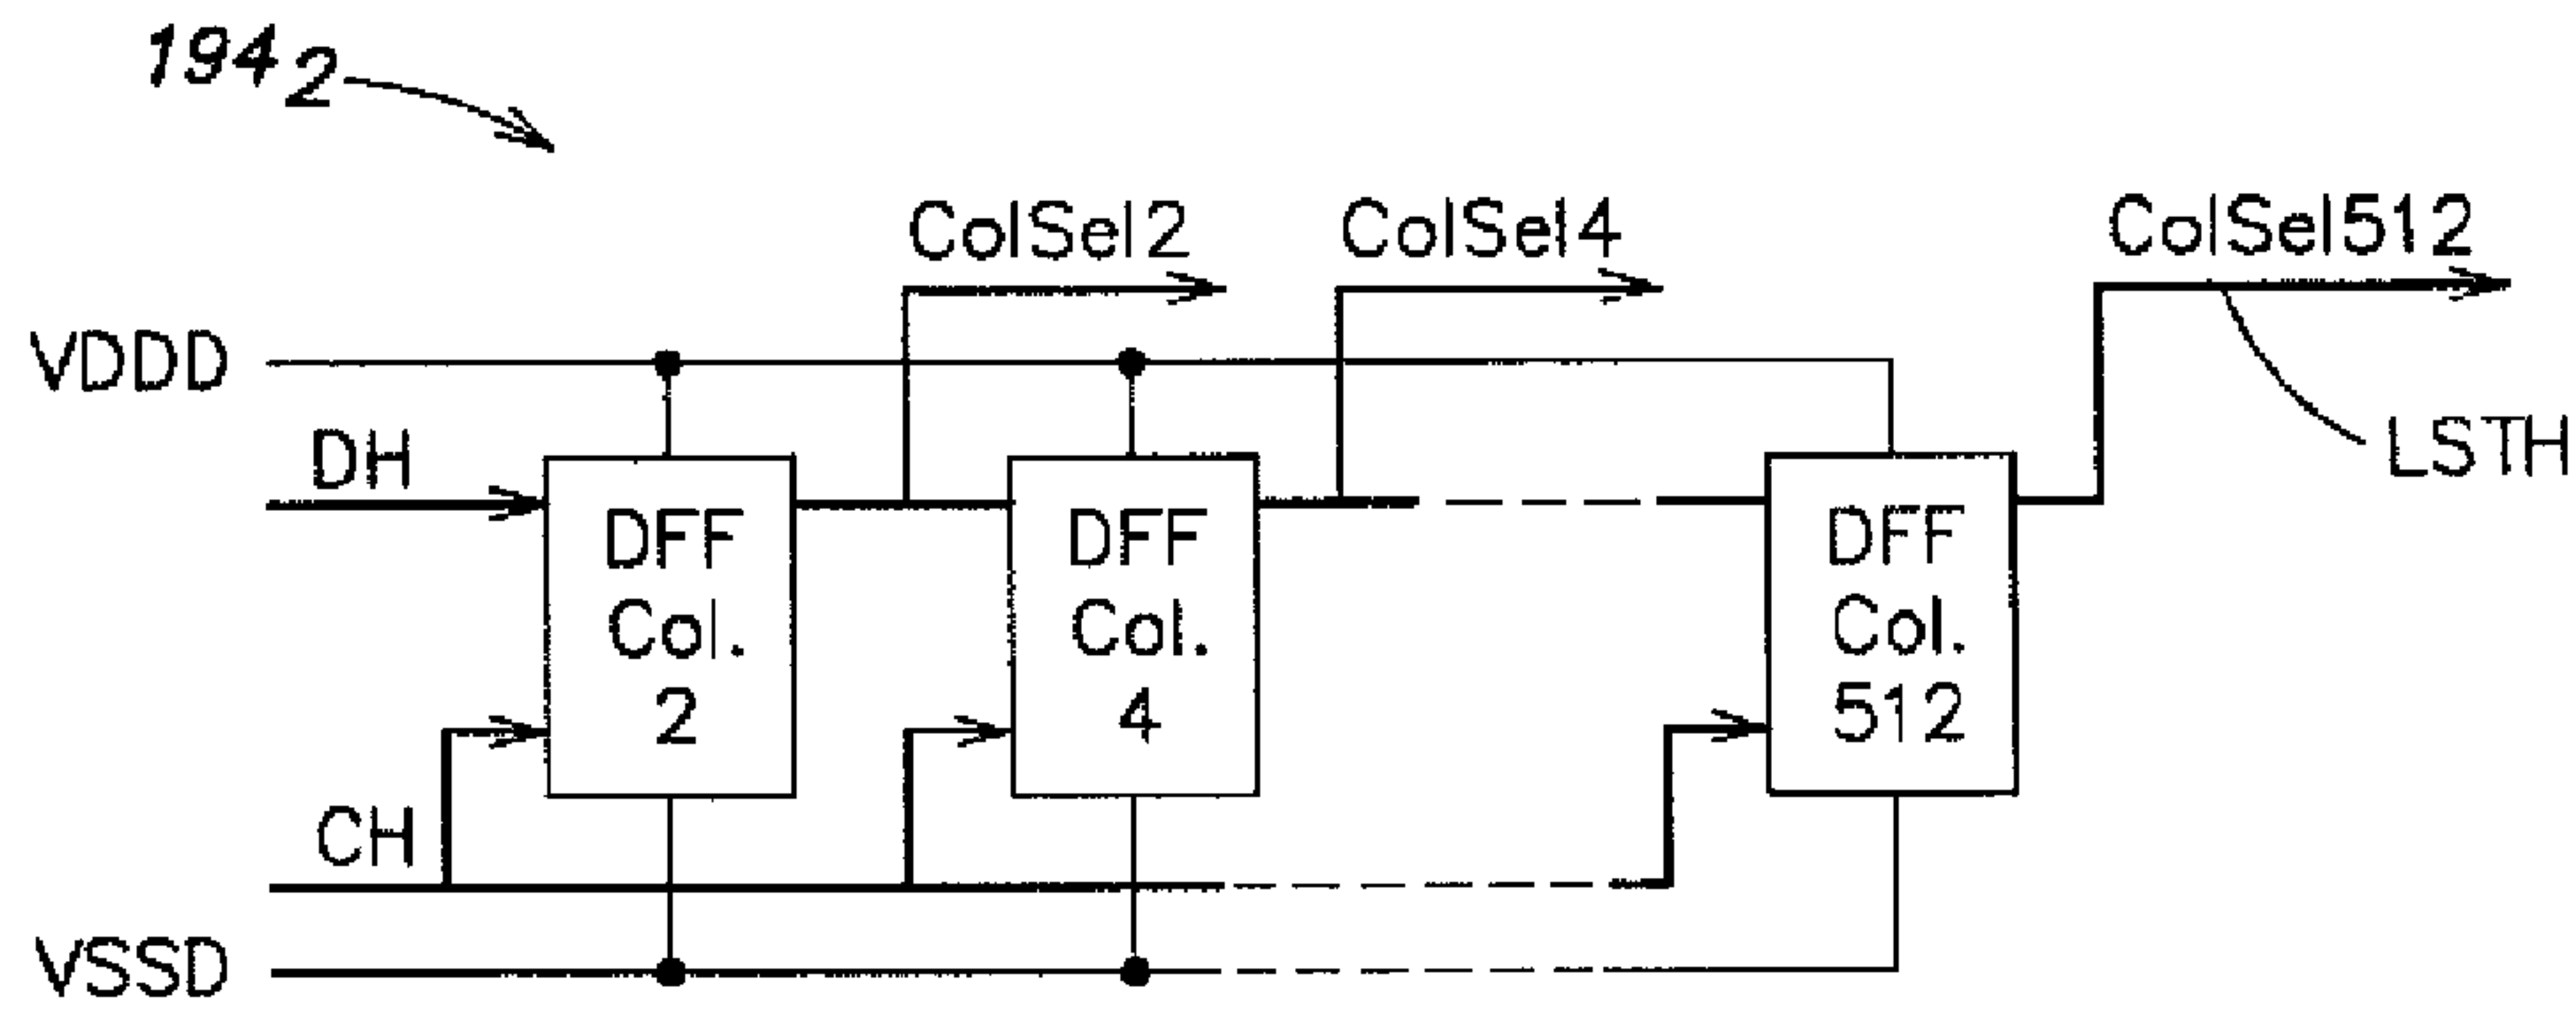 194₂
ColSel2
ColSel4
ColSel512
VDDD
DH
LSTH
DFF
Col.
2
DFF
Col.
4
DFF
Col.
512
CH
VSSD